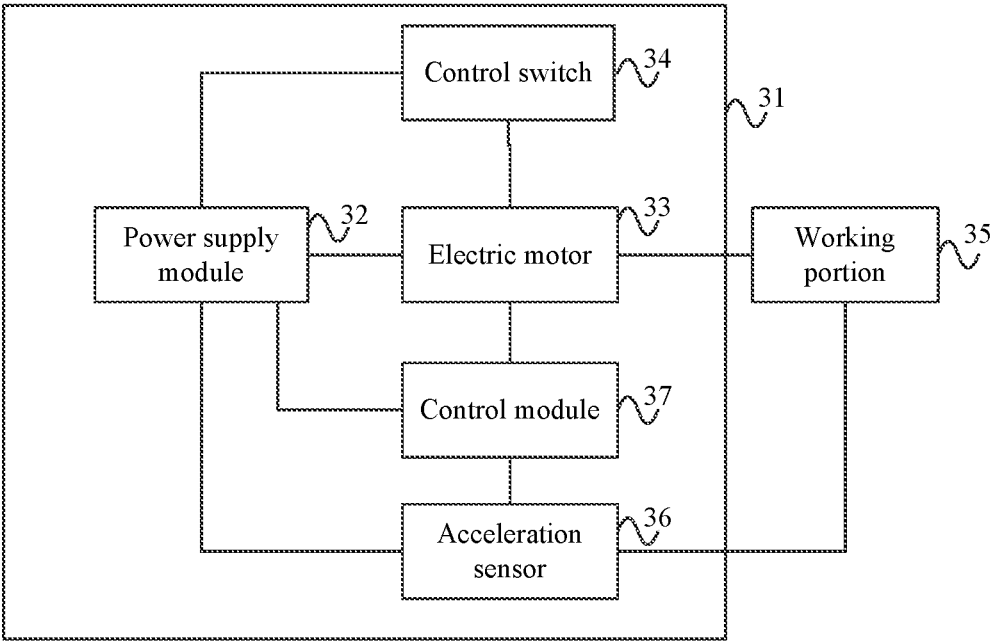 Control switch
34
31
Power supply
module
32
Electric motor
33
Working
portion
35
Control module
37
Acceleration
sensor
36